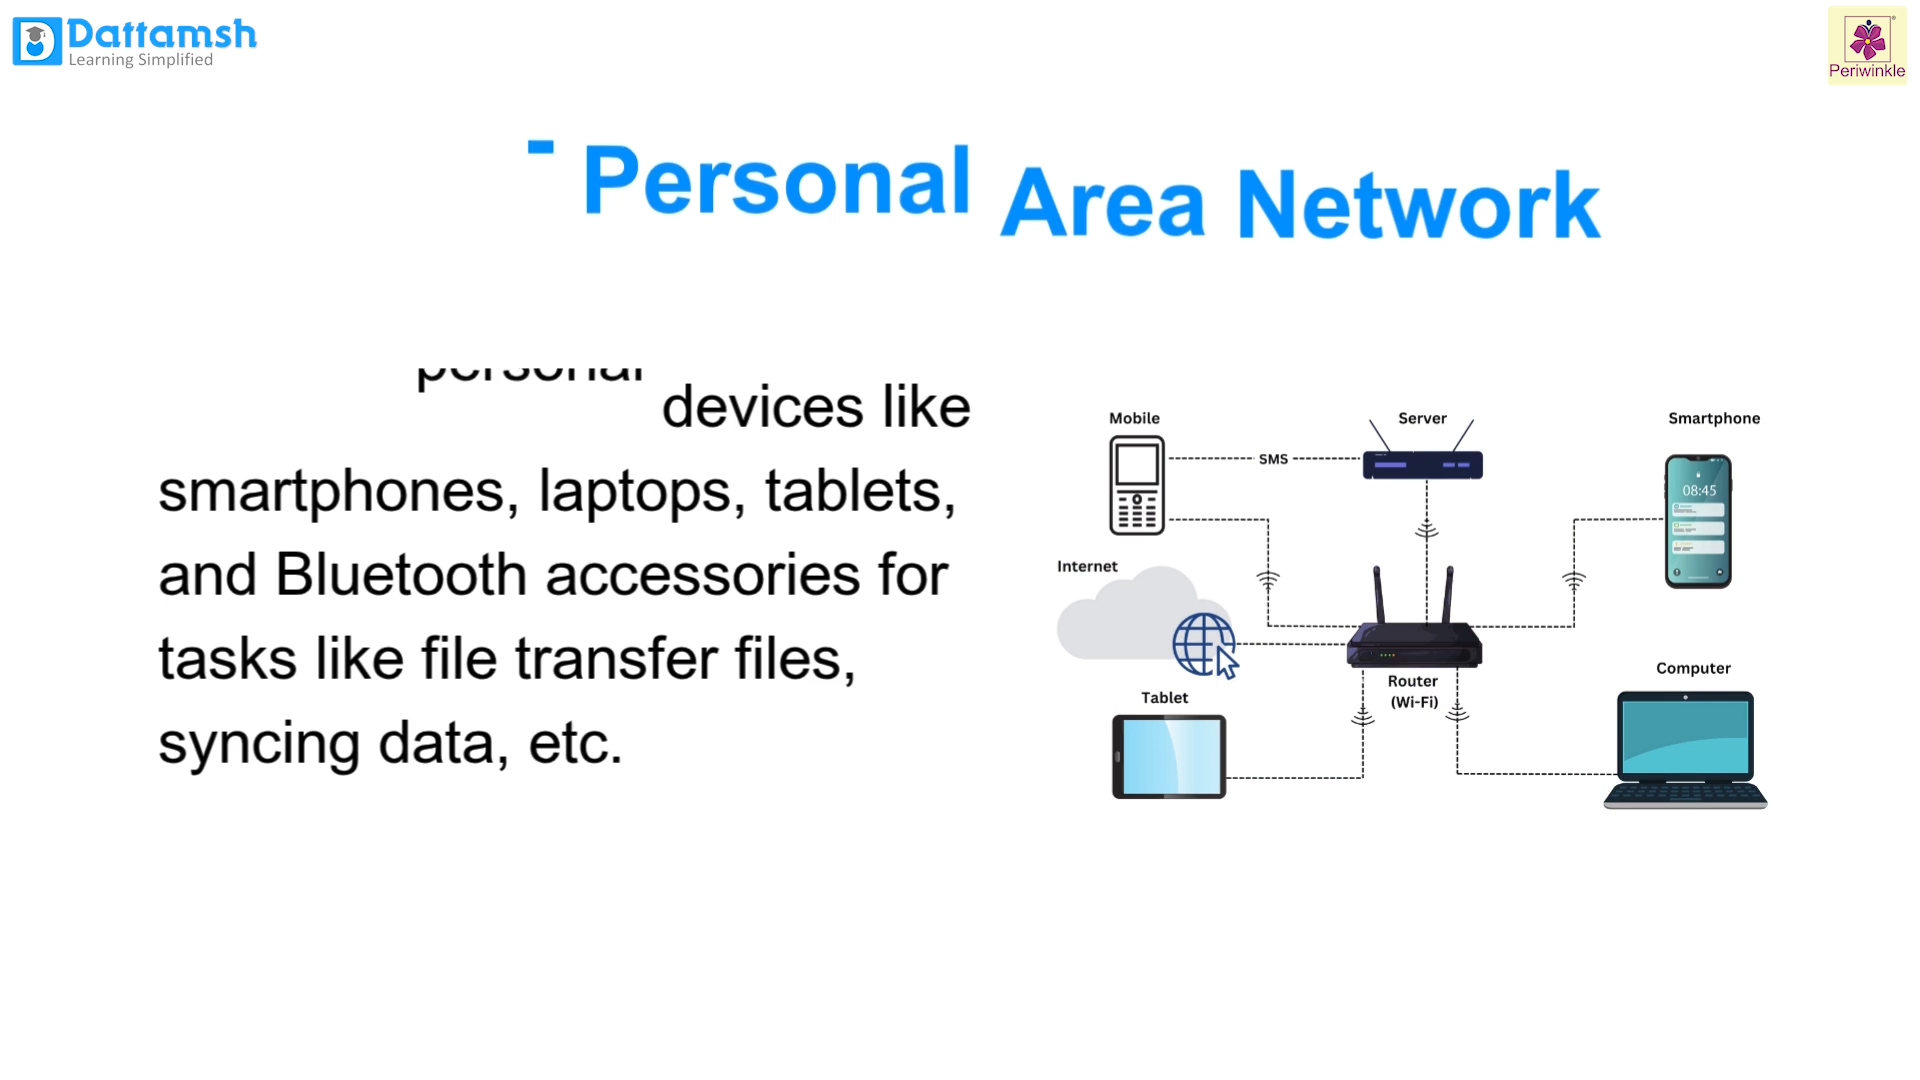 Dattamsh
Learning Simplified
Periwinkle
- Personal Area Network
personal devices like
smartphones, laptops, tablets,
and Bluetooth accessories for
tasks like file transfer files,
syncing data, etc.
Mobile
Server
Smartphone
SMS
08:45
Internet
Router
(Wi-Fi)
Computer
Tablet